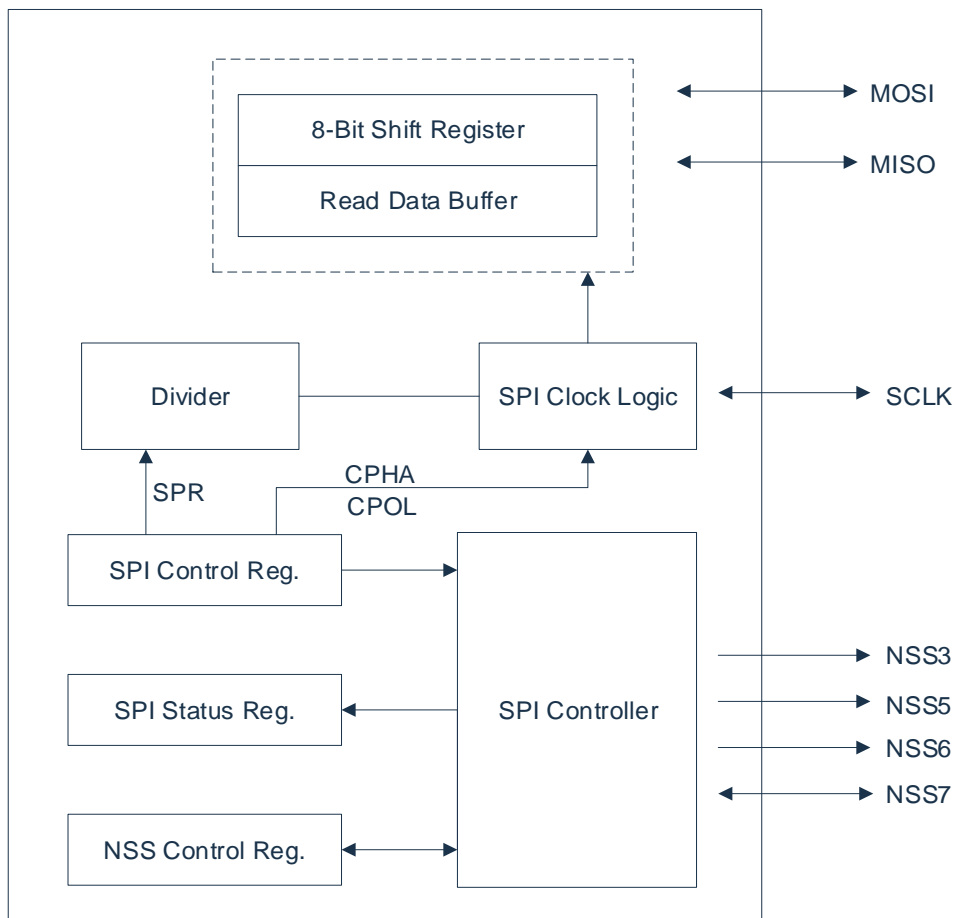 8-Bit Shift Register
Read Data Buffer
MOSI
MISO
Divider
SPI Clock Logic
SCLK
SPR
CPHA
CPOL
SPI Control Reg.
SPI Status Reg.
NSS Control Reg.
SPI Controller
NSS3
NSS5
NSS6
NSS7